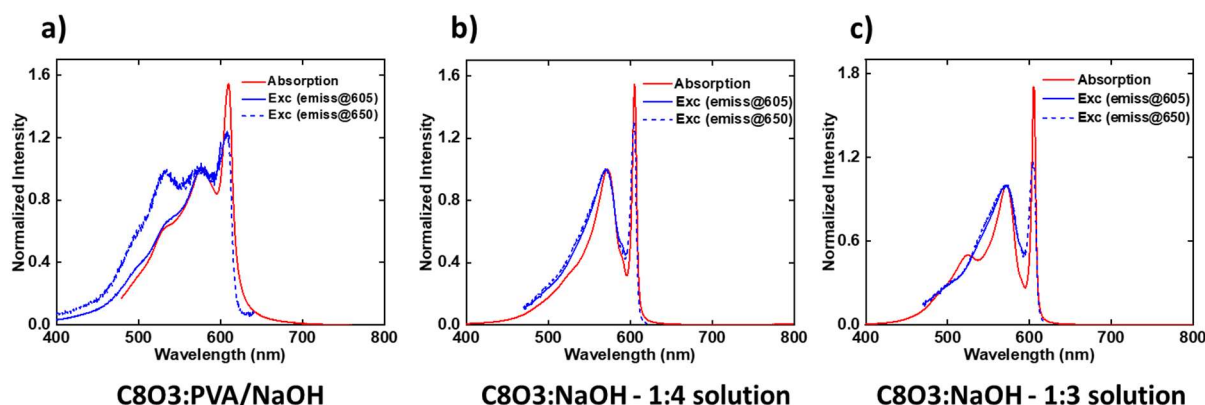 a)
1.6
1.2
0.8
0.4
0.0
Normalized Intensity
Absorption
Exc (emiss@605)
Exc (emiss@650)
400 500 600 700 800
Wavelength (nm)
C8O3:PVA/NaOH
b)
1.6
1.2
0.8
0.4
0.0
Normalized Intensity
Absorption
Exc (emiss@605)
Exc (emiss@650)
400 500 600 700 800
Wavelength (nm)
C8O3:NaOH - 1:4 solution
c)
1.8
1.2
0.6
0.0
Normalized Intensity
Absorption
Exc (emiss@605)
Exc (emiss@650)
400 500 600 700 800
Wavelength (nm)
C8O3:NaOH - 1:3 solution